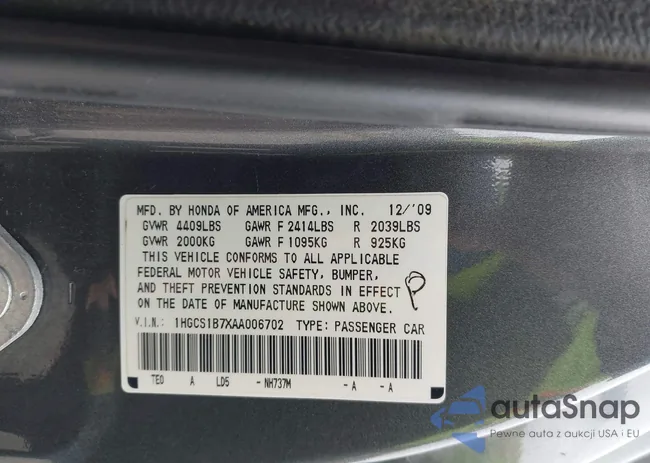 MFD. BY HONDA OF AMERICA MFG., INC. 12/'09
GVWR 4409LBS GAWR F 2414LBS R 2039LBS
GVWR 2000KG GAWR F 1095KG R 925KG
THIS VEHICLE CONFORMS TO ALL APPLICABLE
FEDERAL MOTOR VEHICLE SAFETY, BUMPER,
AND THEFT PREVENTION STANDARDS IN EFFECT P
ON THE DATE OF MANUFACTURE SHOWN ABOVE.
V.I.N.: 1HGCS1B7XAA006702 TYPE: PASSENGER CAR
TE0 A LD5 -NH737M -A -A
autaSnap
Pewne auta z aukcji USA i EU